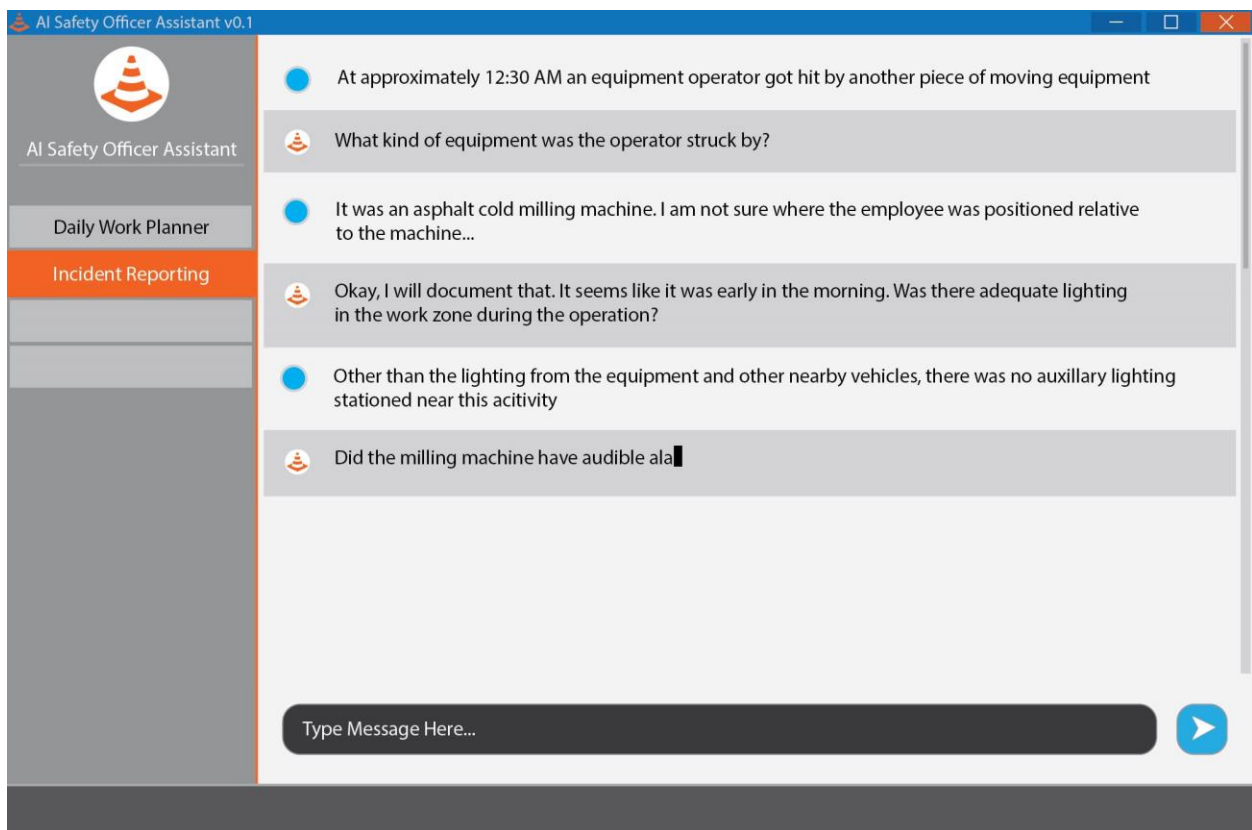 AI Safety Officer Assistant v0.1
AI Safety Officer Assistant
Daily Work Planner
Incident Reporting
At approximately 12:30 AM an equipment operator got hit by another piece of moving equipment
What kind of equipment was the operator struck by?
It was an asphalt cold milling machine. I am not sure where the employee was positioned relative
to the machine...
Okay, I will document that. It seems like it was early in the morning. Was there adequate lighting
in the work zone during the operation?
Other than the lighting from the equipment and other nearby vehicles, there was no auxillary lighting
stationed near this acitivity
Did the milling machine have audible ala
Type Message Here...